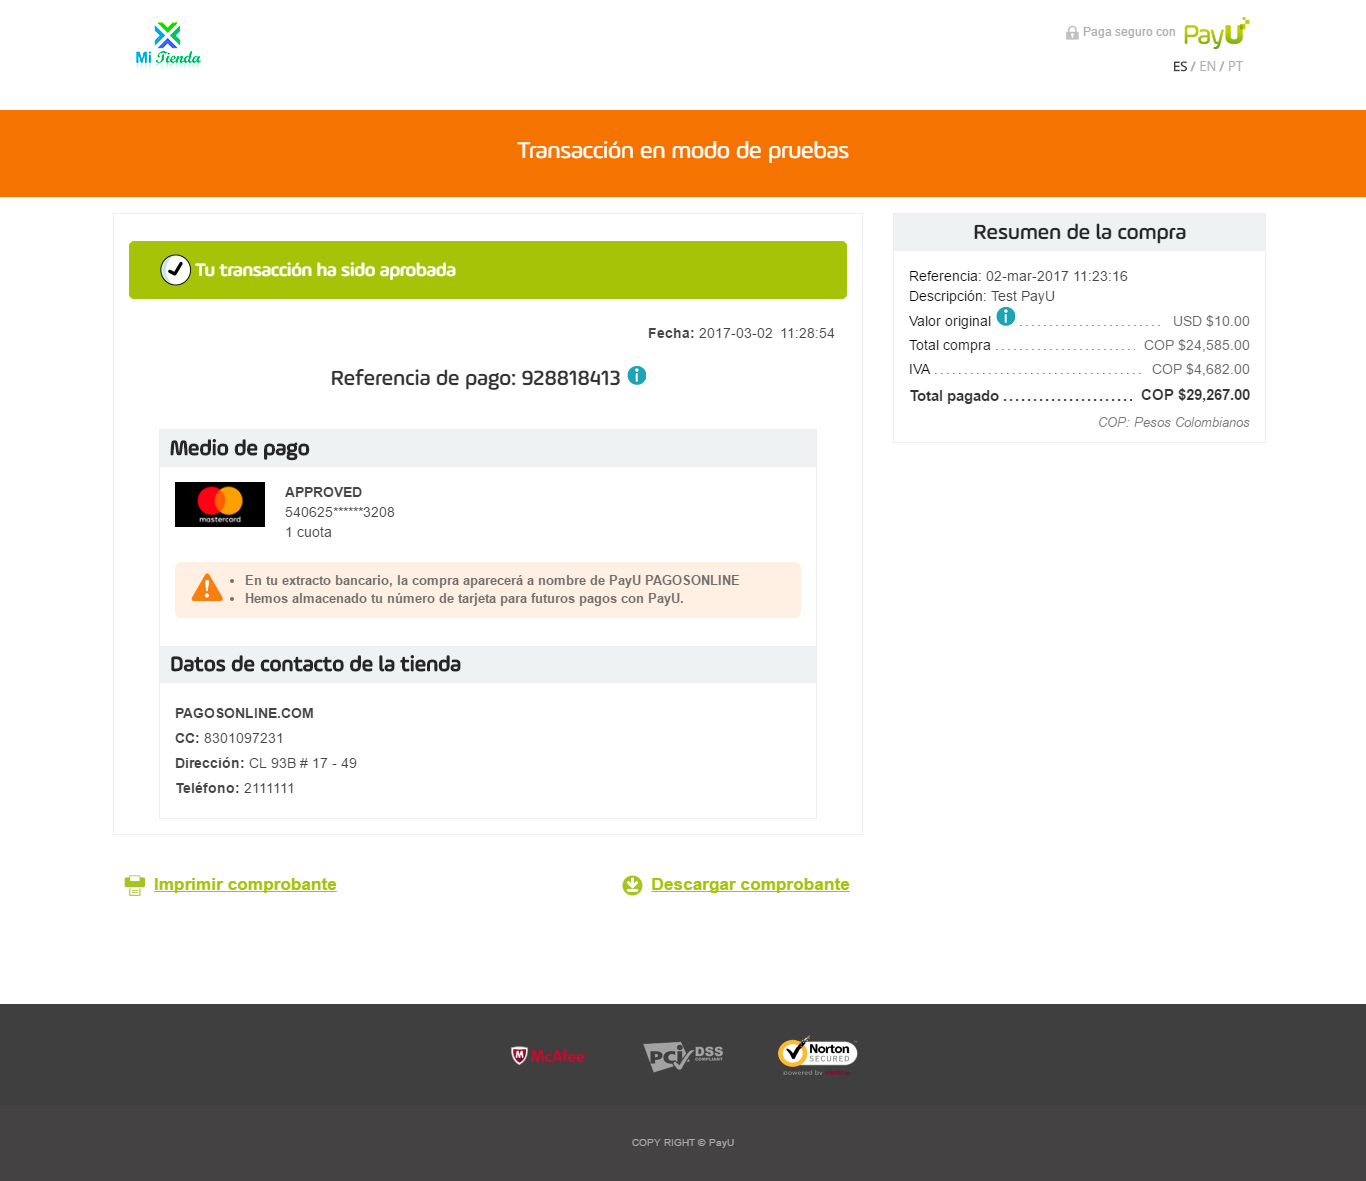 Mi Tienda
Paga seguro con PayU
ES / EN / PT
Transacción en modo de pruebas
Tu transacción ha sido aprobada
Fecha: 2017-03-02 11:28:54
Referencia de pago: 928818413
Medio de pago
mastercard
APPROVED
540625******3208
1 cuota
En tu extracto bancario, la compra aparecerá a nombre de PayU PAGOSONLINE
Hemos almacenado tu número de tarjeta para futuros pagos con PayU.
Datos de contacto de la tienda
PAGOSONLINE.COM
CC: 8301097231
Dirección: CL 93B # 17 - 49
Teléfono: 2111111
Imprimir comprobante
Descargar comprobante
Resumen de la compra
Referencia: 02-mar-2017 11:23:16
Descripción: Test PayU
Valor original ........................ USD $10.00
Total compra ........................ COP $24,585.00
IVA ................................... COP $4,682.00
Total pagado ...................... COP $29,267.00
COP: Pesos Colombianos
McAfee
PCI DSS
COMPLIANT
Norton
SECURED
powered by
COPY RIGHT © PayU